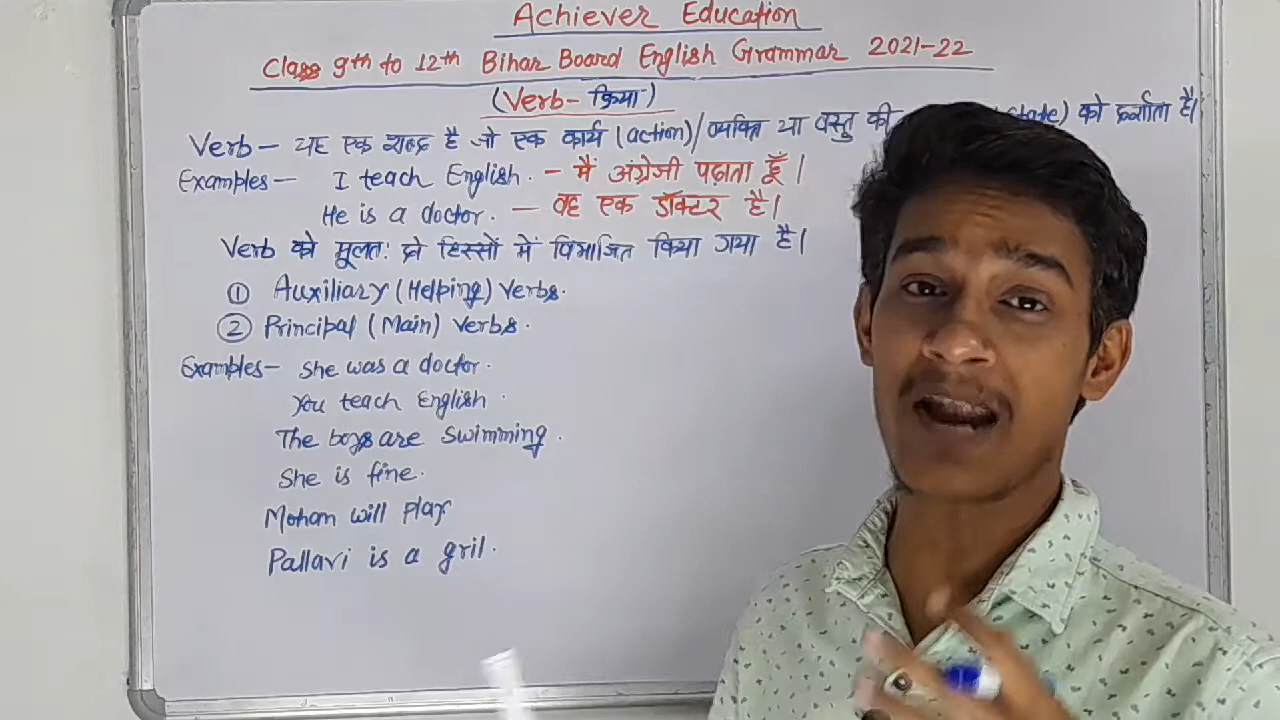 Achiever Education
Class 9th to 12th Bihar Board English Grammar 2021-22
(Verb- क्रिया)
Verb - यह एक शब्द है जो एक कार्य (action)/व्यक्ति या वस्तु की को दर्शाता है।
Examples - I teach English. - मैं अंग्रेजी पढ़ाता हूँ।
He is a doctor. - वह एक डॉक्टर है।
Verb को मूलतः दो हिस्सों में विभाजित किया गया है।
① Auxiliary (Helping) Verbs.
② Principal (Main) Verbs.
Examples - She was a doctor.
You teach English.
The boys are swimming.
She is fine.
Mohan will play
Pallavi is a gril.